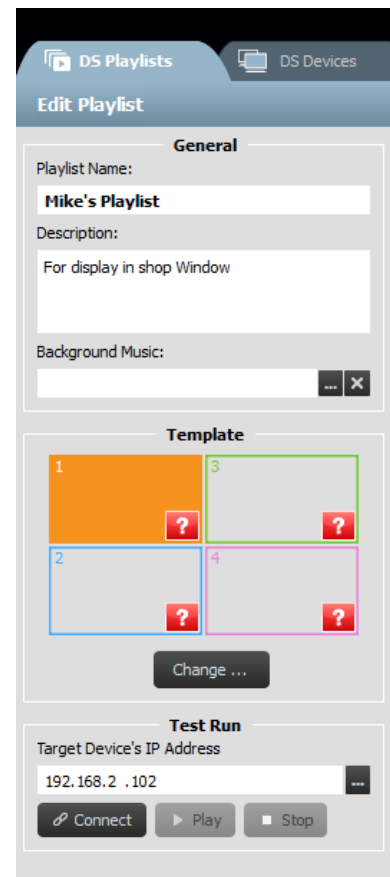 DS Playlists DS Devices
Edit Playlist
General
Playlist Name:
Mike's Playlist
Description:
For display in shop Window
Background Music:
... ×
Template
1 3
? ?
2 4
? ?
Change ...
Test Run
Target Device's IP Address
192.168.2 .102 ...
Connect Play Stop